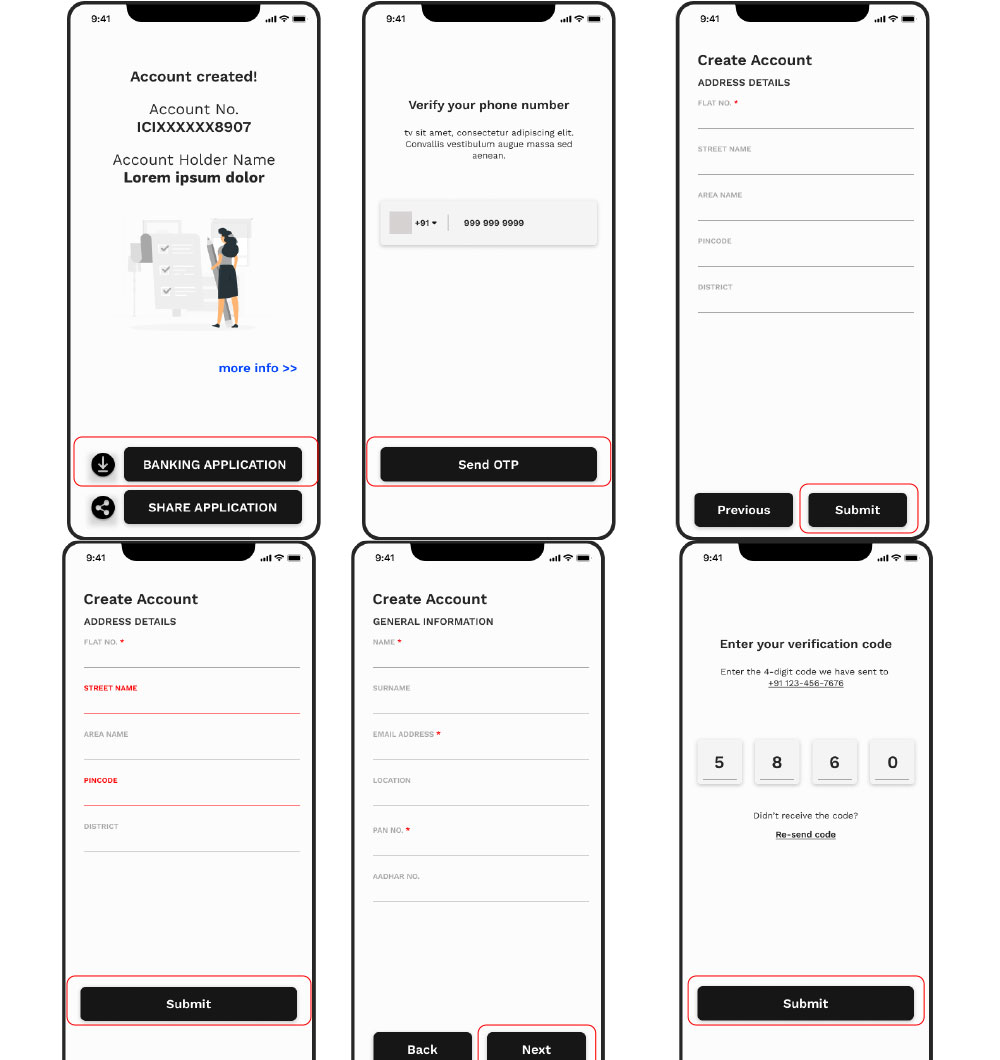 9:41
Account created!
Account No.
ICIXXXXXX8907
Account Holder Name
Lorem ipsum dolor
more info >>
BANKING APPLICATION
SHARE APPLICATION
9:41
Verify your phone number
tv sit amet, consectetur adipiscing elit.
Convallis vestibulum augue massa sed
aenean.
+91
999 999 9999
Send OTP
9:41
Create Account
ADDRESS DETAILS
FLAT NO. *
STREET NAME
AREA NAME
PINCODE
DISTRICT
Previous
Submit
9:41
Create Account
ADDRESS DETAILS
FLAT NO. *
STREET NAME
AREA NAME
PINCODE
DISTRICT
Submit
Create Account
GENERAL INFORMATION
NAME *
SURNAME
EMAIL ADDRESS *
LOCATION
PAN NO. *
AADHAR NO.
Back
Next
9:41
Enter your verification code
Enter the 4-digit code we have sent to
+91 123-456-7676
5 8 6 0
Didn't receive the code?
Re-send code
Submit